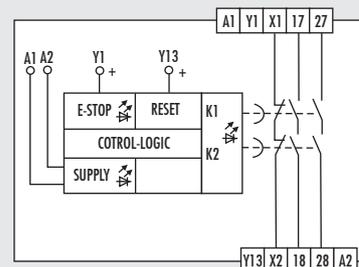 A1 Y1 X1 17 27
A1 A2 Y1 + Y13 +
E-STOP RESET K1
COTROL-LOGIC
K2
SUPPLY
Y13 X2 18 28 A2